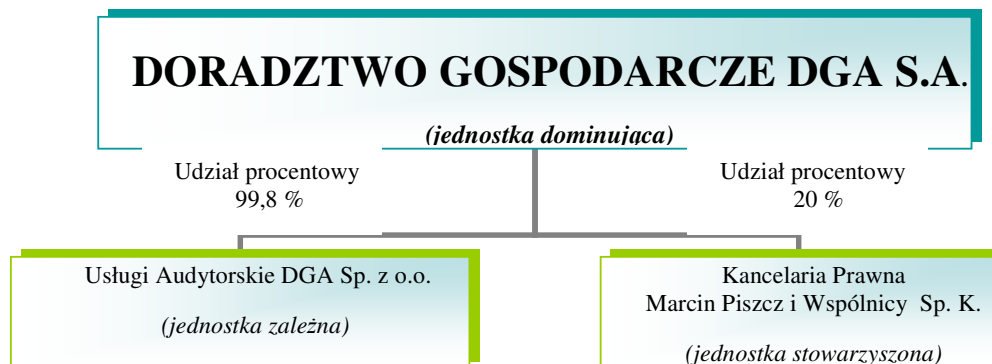 DORADZTWO GOSPODARCZE DGA S.A.
(jednostka dominująca)
Udział procentowy
99,8 %
Udział procentowy
20 %
Usługi Audytorskie DGA Sp. z o.o.
(jednostka zależna)
Kancelaria Prawna
Marcin Piszcz i Wspólnicy Sp. K.
(jednostka stowarzyszona)